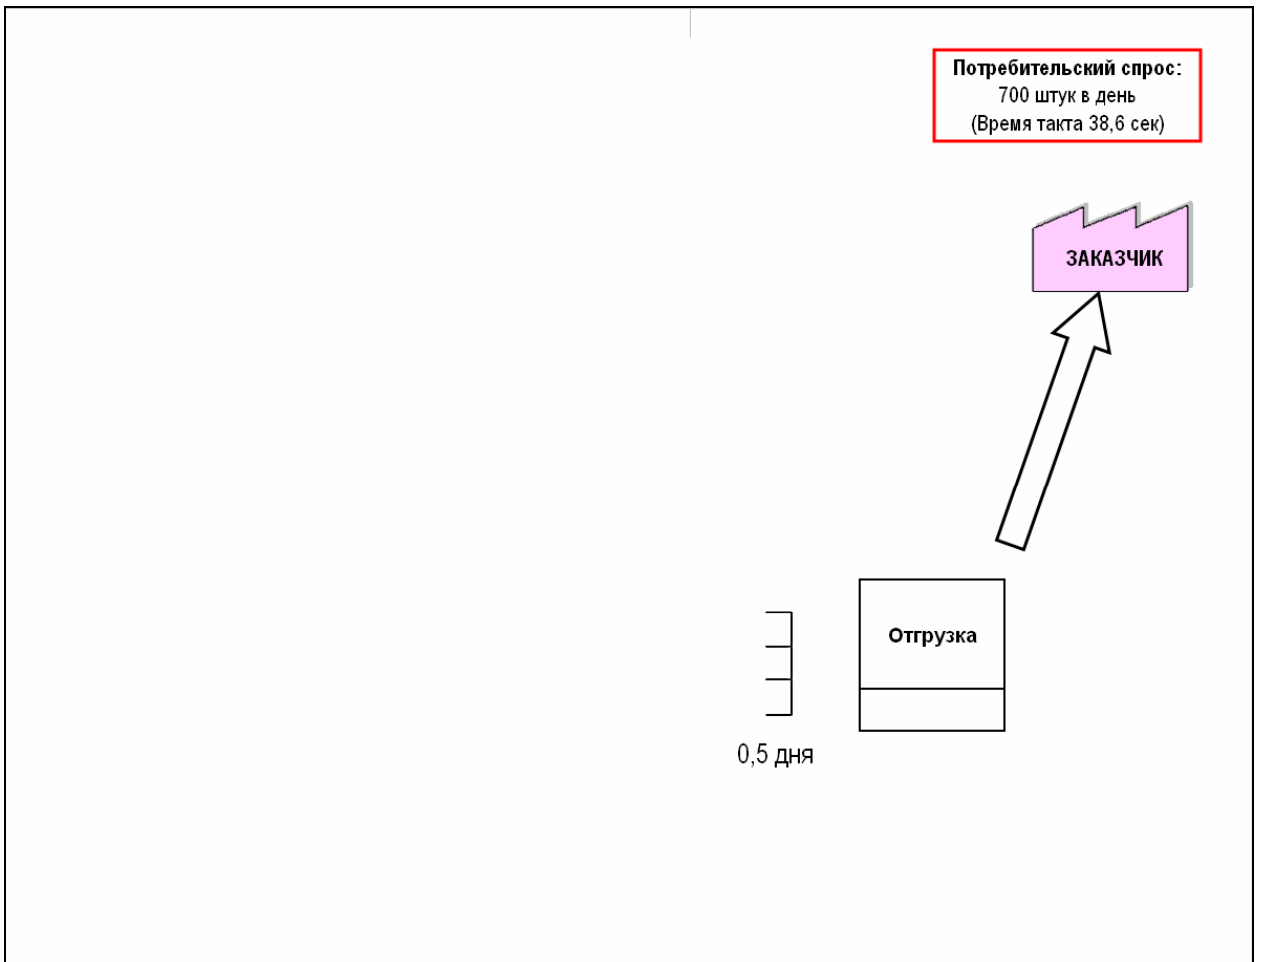 Потребительский спрос:
700 штук в день
(Время такта 38,6 сек)
ЗАКАЗЧИК
Отгрузка
0,5 дня